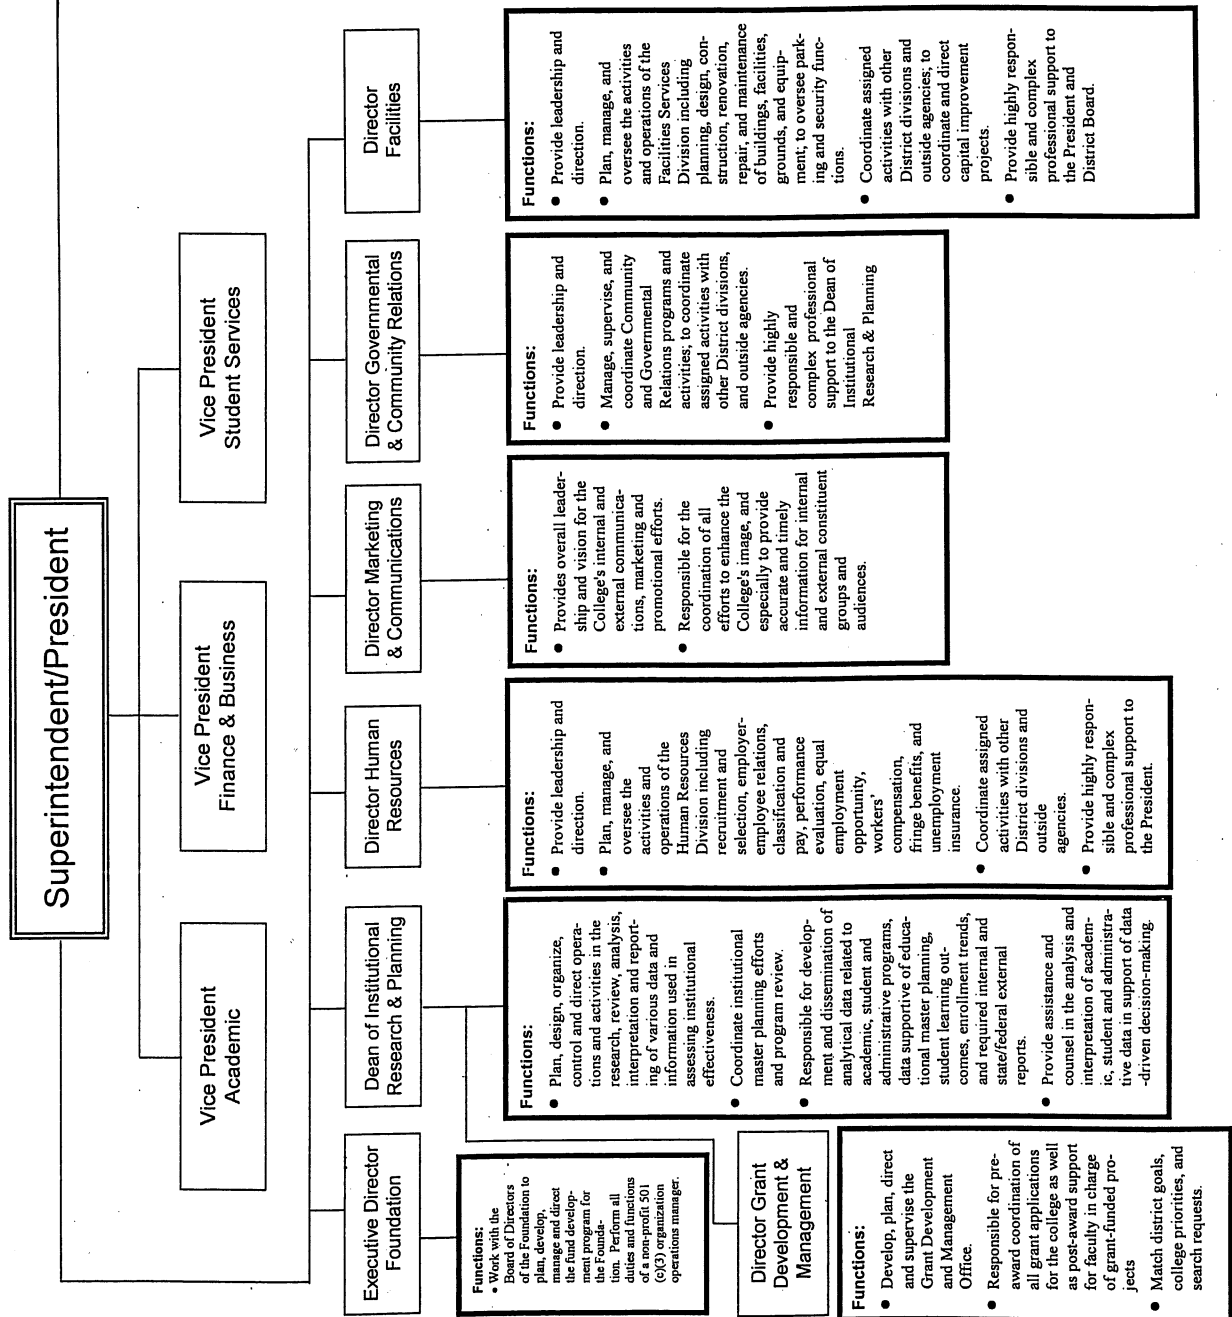 Superintendent/President
Vice President
Academic
Vice President
Finance & Business
Vice President
Student Services
Executive Director
Foundation
Dean of Institutional
Research & Planning
Director Human
Resources
Director Marketing
& Communications
Director Governmental
& Community Relations
Director
Facilities
Functions:
• Work with the
Board of Directors
of the Foundation to
plan, develop,
manage and direct
the fund develop-
ment program for
the Founda-
tion. Perform all
duties and functions
of a non-profit 501
(c)(3) organization
operations manager.
Director Grant
Development &
Management
Functions:
• Develop, plan, direct
and supervise the
Grant Development
and Management
Office.
• Responsible for pre-
award coordination of
all grant applications
for the college as well
as post-award support
for faculty in charge
of grant-funded pro-
jects
• Match district goals,
college priorities, and
search requests.
Functions:
• Plan, design, organize,
control and direct opera-
tions and activities in the
research, review, analysis,
interpretation and report-
ing of various data and
information used in
assessing institutional
effectiveness.
• Coordinate institutional
master planning efforts
and program review.
• Responsible for develop-
ment and dissemination of
analytical data related to
academic, student and
administrative programs,
data supportive of educa-
tional master planning,
student learning out-
comes, enrollment trends,
and required internal and
state/federal external
reports.
• Provide assistance and
counsel in the analysis and
interpretation of academ-
ic, student and administra-
tive data in support of data
-driven decision-making.
Functions:
• Provide leadership and
direction.
• Plan, manage, and
oversee the
activities and
operations of the
Human Resources
Division including
recruitment and
selection, employer-
employee relations,
classification and
pay, performance
evaluation, equal
employment
opportunity,
workers'
compensation,
fringe benefits, and
unemployment
insurance.
• Coordinate assigned
activities with other
District divisions and
outside
agencies.
• Provide highly respon-
sible and complex
professional support to
the President.
Functions:
• Provides overall leader-
ship and vision for the
College's internal and
external communica-
tions, marketing and
promotional efforts.
• Responsible for the
coordination of all
efforts to enhance the
College's image, and
especially to provide
accurate and timely
information for internal
and external constituent
groups and
audiences.
Functions:
• Provide leadership and
direction.
• Manage, supervise, and
coordinate Community
and Governmental
Relations programs and
activities; to coordinate
assigned activities with
other District divisions,
and outside agencies.
• Provide highly
responsible and
complex professional
support to the Dean of
Institutional
Research & Planning
Functions:
• Provide leadership and
direction.
• Plan, manage, and
oversee the activities
and operations of the
Facilities Services
Division including
planning, design, con-
struction, renovation,
repair, and maintenance
of buildings, facilities,
grounds, and equip-
ment; to oversee park-
ing and security func-
tions.
• Coordinate assigned
activities with other
District divisions and
outside agencies; to
coordinate and direct
capital improvement
projects.
• Provide highly respon-
sible and complex
professional support to
the President and
District Board.